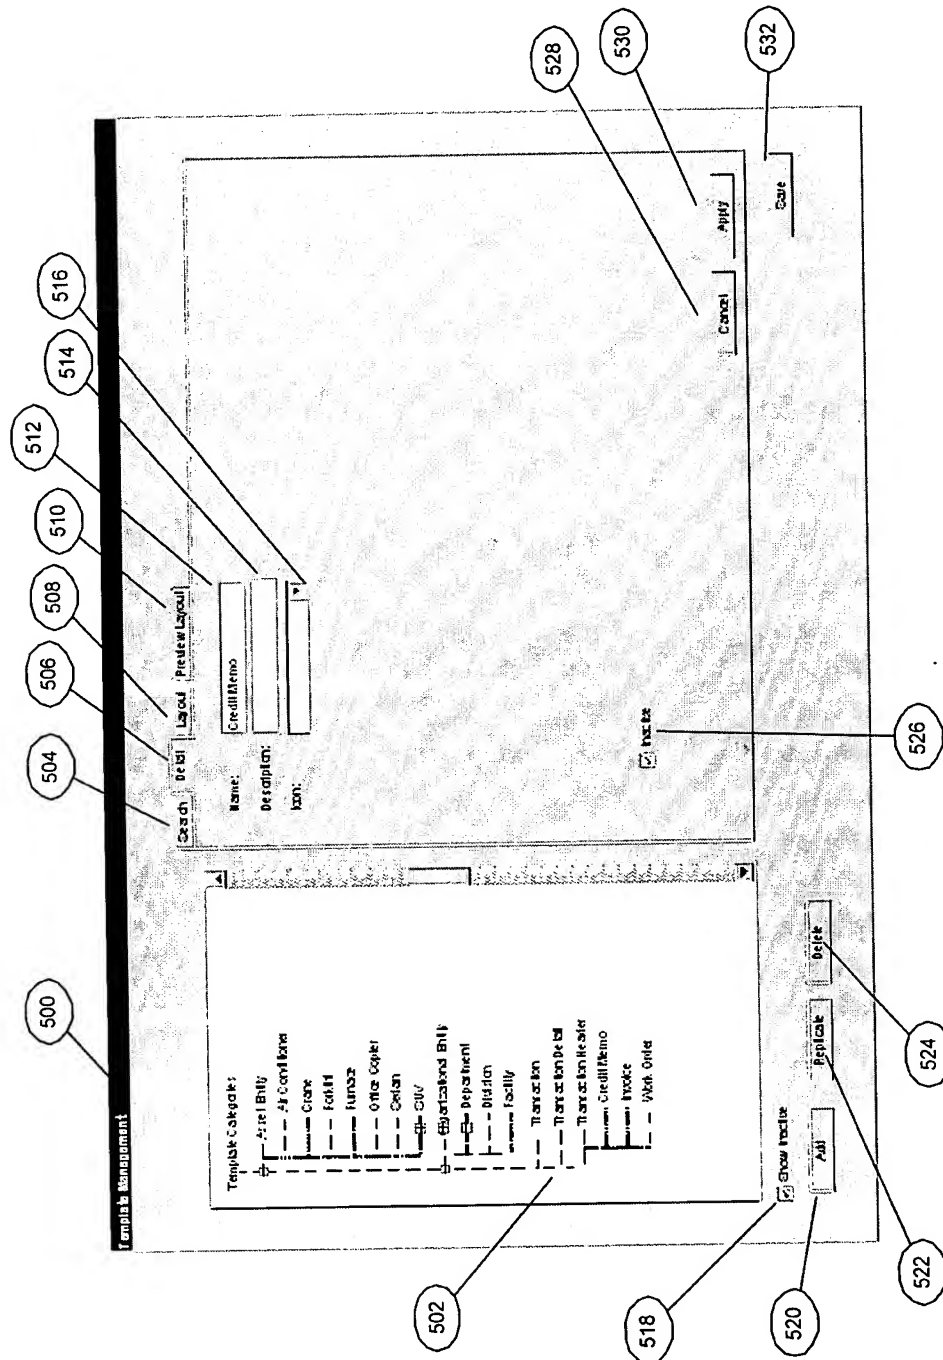 500
504
506
508
510
512
514
516
Template Management
Template Categories
Asset Entity
Air Conditioner
Crane
Forklift
Furnace
Office Copier
Sedan
SUV
Organizational Entity
Department
Division
Facility
Transaction
Transaction Detail
Transaction Header
Credit Memo
Invoice
Work Order
Search
Detail
Layout
Preview Layout
Name:
Credit Memo
Description:
Icon:
Inactive
Cancel
Apply
Show Inactive
Add
Replicate
Delete
Save
502
518
520
522
524
526
528
530
532